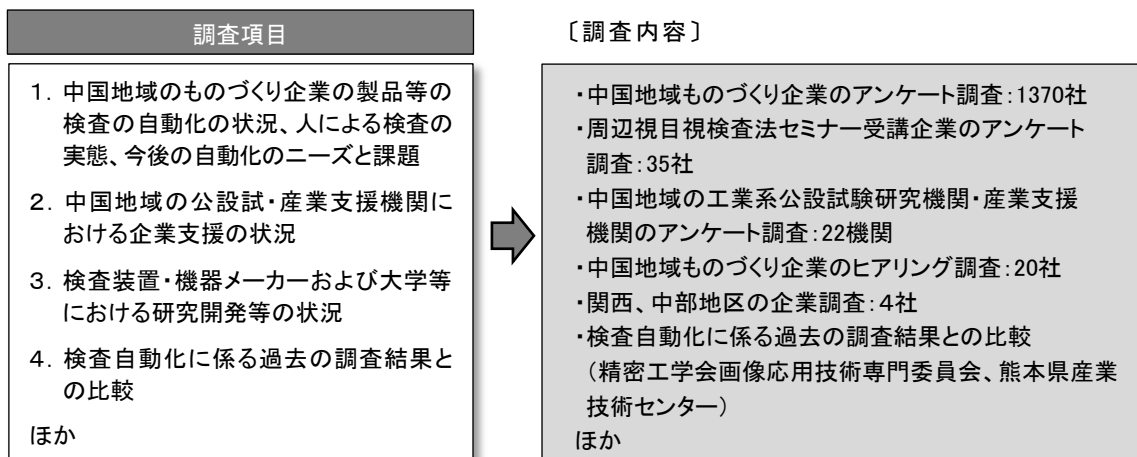 調査項目
1．中国地域のものづくり企業の製品等の
検査の自動化の状況、人による検査の
実態、今後の自動化のニーズと課題
2．中国地域の公設試・産業支援機関に
おける企業支援の状況
3．検査装置・機器メーカーおよび大学等
における研究開発等の状況
4．検査自動化に係る過去の調査結果と
の比較
ほか
〔調査内容〕
・中国地域ものづくり企業のアンケート調査：1370社
・周辺視目視検査法セミナー受講企業のアンケート
調査：35社
・中国地域の工業系公設試験研究機関・産業支援
機関のアンケート調査：22機関
・中国地域ものづくり企業のヒアリング調査：20社
・関西、中部地区の企業調査：4社
・検査自動化に係る過去の調査結果との比較
（精密工学会画像応用技術専門委員会、熊本県産業
技術センター）
ほか